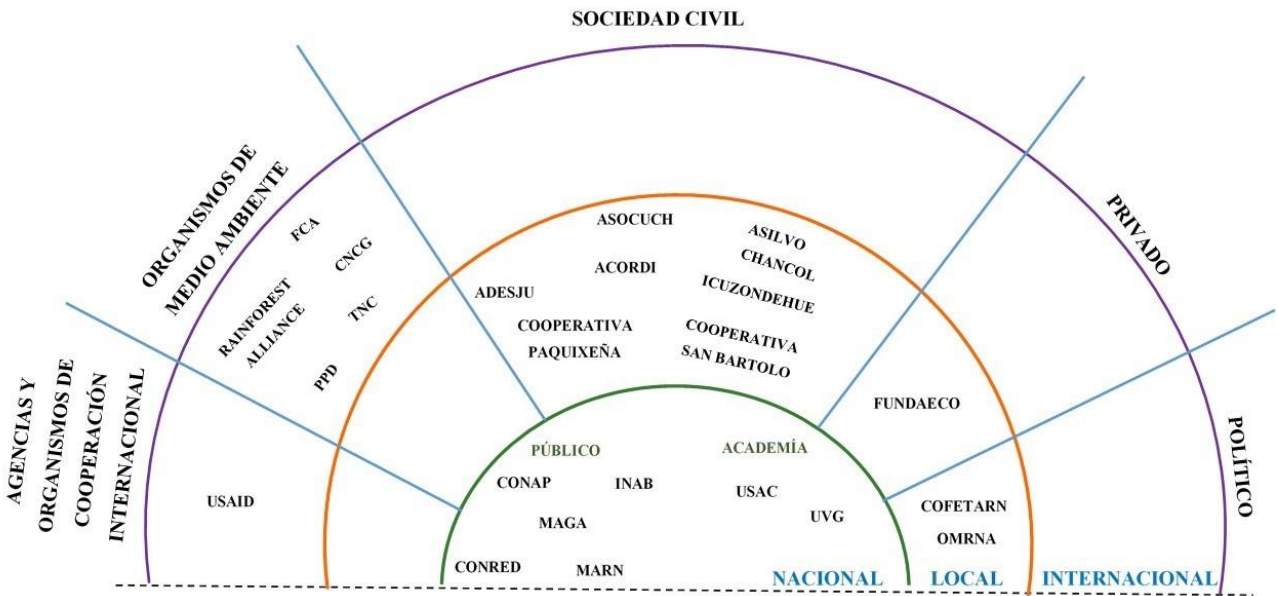 SOCIEDAD CIVIL
ORGANISMOS DE
MEDIO AMBIENTE
PRIVADO
AGENCIAS Y
ORGANISMOS DE
COOPERACIÓN
INTERNACIONAL
POLÍTICO
FCA
CNCG
RAINFOREST
ALLIANCE
TNC
PPD
USAID
ASOCUCH
ACORDI
ADESJU
COOPERATIVA
PAQUIXEÑA
ASILVO
CHANCOL
ICUZONDEHUE
COOPERATIVA
SAN BARTOLO
FUNDAECO
COFETARN
OMRNA
PÚBLICO
CONAP
INAB
MAGA
CONRED
MARN
ACADEMÍA
USAC
UVG
NACIONAL
LOCAL
INTERNACIONAL